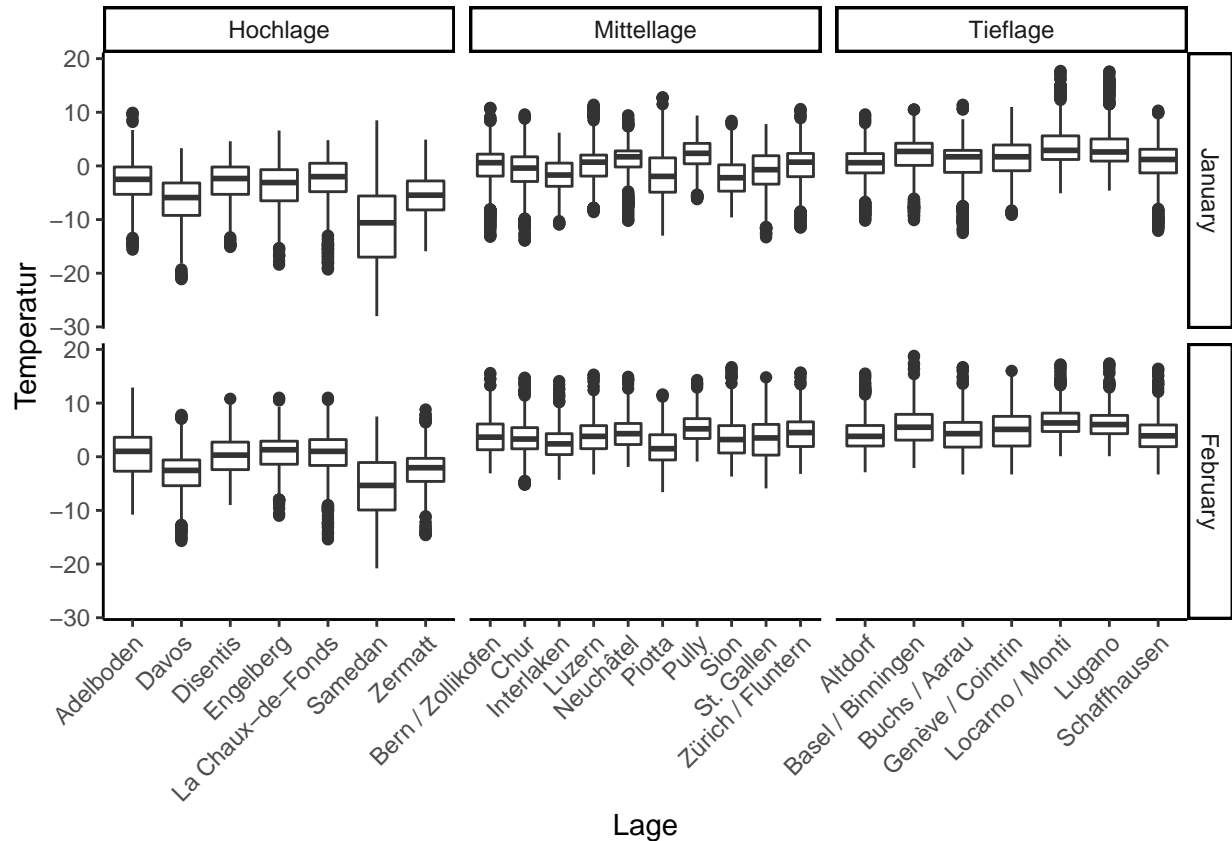 Hochlage
Mittellage
Tieflage
Temperatur
20
10
0
−10
−20
−30
January
20
10
0
−10
−20
−30
February
Adelboden
Davos
Disentis
Engelberg
La Chaux−de−Fonds
Samedan
Zermatt
Bern / Zollikofen
Chur
Interlaken
Luzern
Neuchâtel
Piotta
Pully
Sion
St. Gallen
Zürich / Fluntern
Altdorf
Basel / Binningen
Buchs / Aarau
Genève / Cointrin
Locarno / Monti
Lugano
Schaffhausen
Lage